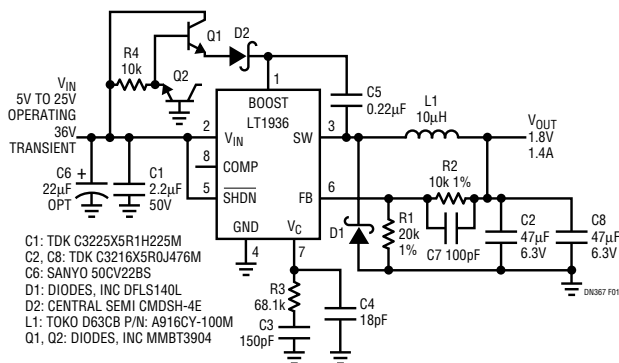 Q1
D2
R4
10k
Q2
VIN
5V TO 25V
OPERATING
36V
TRANSIENT
1
BOOST
LT1936
2
VIN
SW
3
8
COMP
5
SHDN
FB
6
GND
VC
4
7
C5
0.22µF
L1
10µH
VOUT
1.8V
1.4A
C6
+
22µF
OPT
C1
2.2µF
50V
R2
10k 1%
D1
R1
20k
1%
C7 100pF
C2
47µF
6.3V
C8
47µF
6.3V
R3
68.1k
C3
150pF
C4
18pF
DN367 F01
C1: TDK C3225X5R1H225M
C2, C8: TDK C3216X5R0J476M
C6: SANYO 50CV22BS
D1: DIODES, INC DFLS140L
D2: CENTRAL SEMI CMDSH-4E
L1: TOKO D63CB P/N: A916CY-100M
Q1, Q2: DIODES, INC MMBT3904